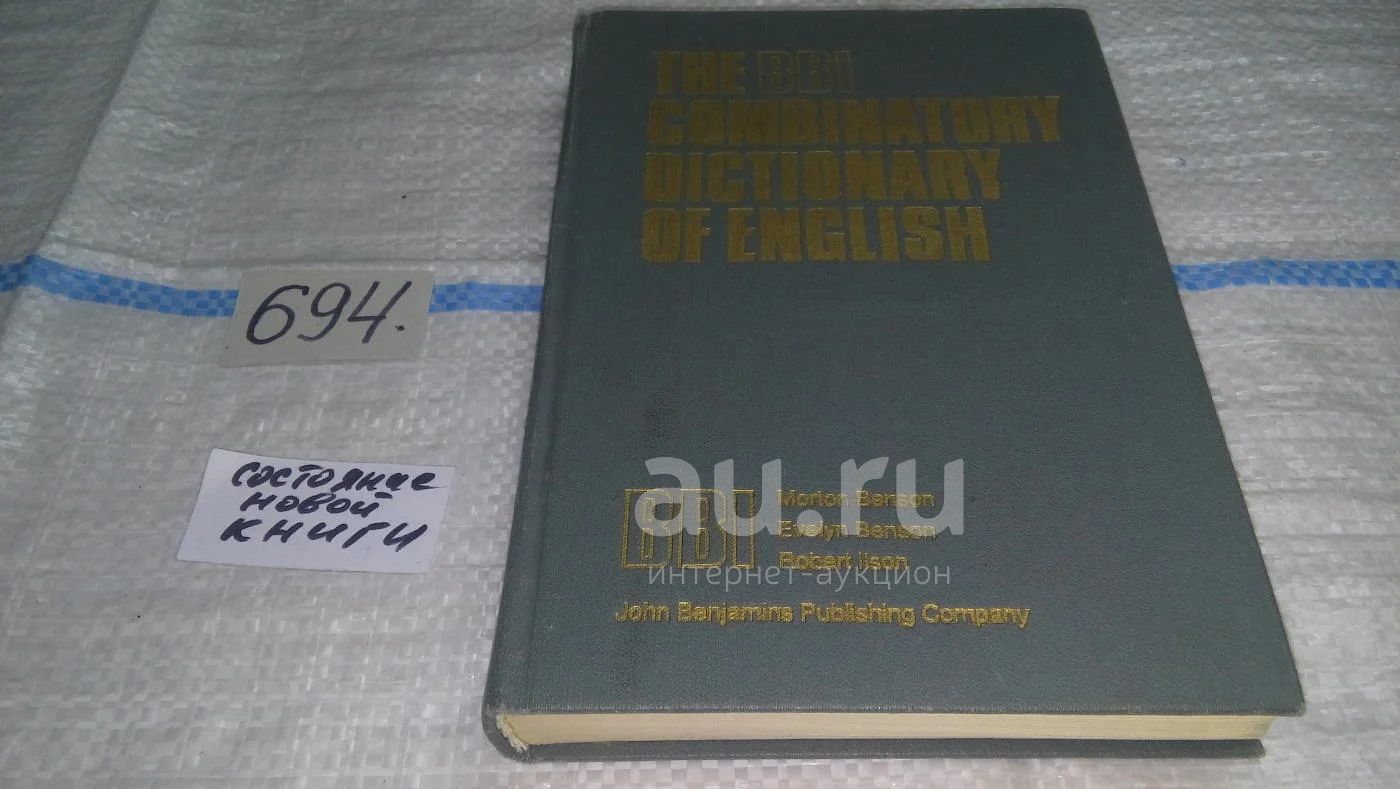 THE BBI
COMBINATORY
DICTIONARY
OF ENGLISH
694.
состояние
новой
книги
BBI
Morton Benson
Evelyn Benson
Robert Ilson
John Benjamins Publishing Company
au.ru
интернет-аукцион